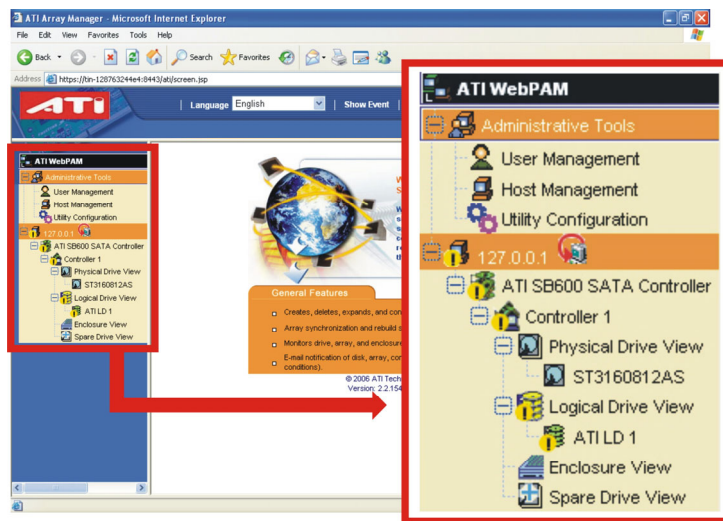 ATI Array Manager - Microsoft Internet Explorer
File Edit View Favorites Tools Help
Back Search Favorites
Address https://tin-128763244e4:8443/ati/screen.jsp
ATI | Language English | Show Event |
ATI WebPAM
Administrative Tools
User Management
Host Management
Utility Configuration
127.0.0.1
ATI SB600 SATA Controller
Controller 1
Physical Drive View
ST3160812AS
Logical Drive View
ATI LD 1
Enclosure View
Spare Drive View
General Features
Creates, deletes, expands, and con
Array synchronization and rebuild s
Monitors drive, array, and enclosure
E-mail notification of disk, array, con
conditions).
© 2006 ATI Tech
Version: 2.2.154
ATI WebPAM
Administrative Tools
User Management
Host Management
Utility Configuration
127.0.0.1
ATI SB600 SATA Controller
Controller 1
Physical Drive View
ST3160812AS
Logical Drive View
ATI LD 1
Enclosure View
Spare Drive View